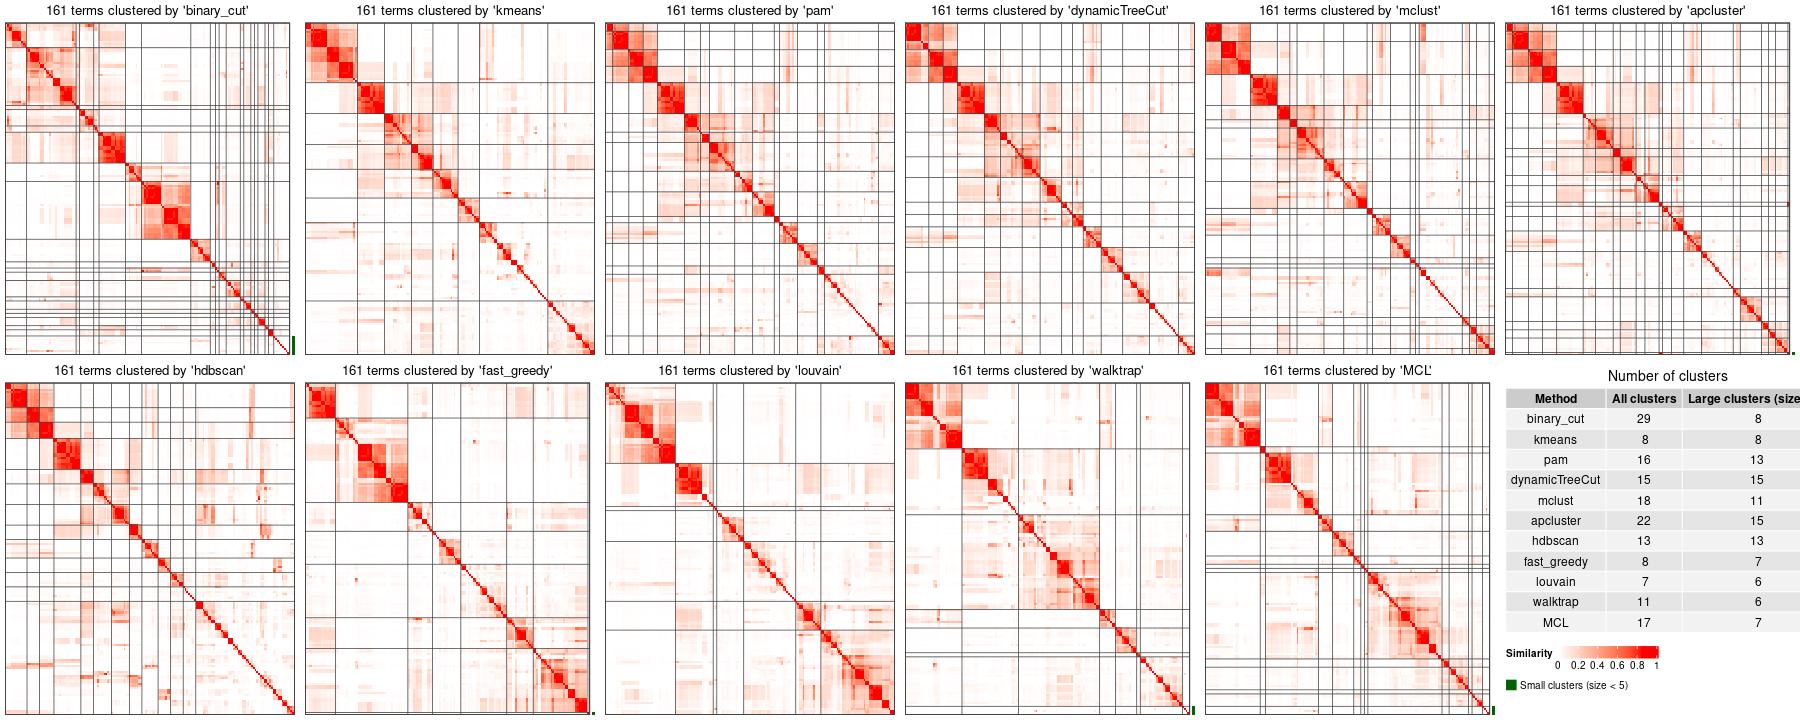 161 terms clustered by 'binary_cut'
161 terms clustered by 'kmeans'
161 terms clustered by 'pam'
161 terms clustered by 'dynamicTreeCut'
161 terms clustered by 'mclust'
161 terms clustered by 'apcluster'
161 terms clustered by 'hdbscan'
161 terms clustered by 'fast_greedy'
161 terms clustered by 'louvain'
161 terms clustered by 'walktrap'
161 terms clustered by 'MCL'
Number of clusters
Method All clusters Large clusters (size
binary_cut 29 8
kmeans 8 8
pam 16 13
dynamicTreeCut 15 15
mclust 18 11
apcluster 22 15
hdbscan 13 13
fast_greedy 8 7
louvain 7 6
walktrap 11 6
MCL 17 7
Similarity
0 0.2 0.4 0.6 0.8 1
Small clusters (size < 5)